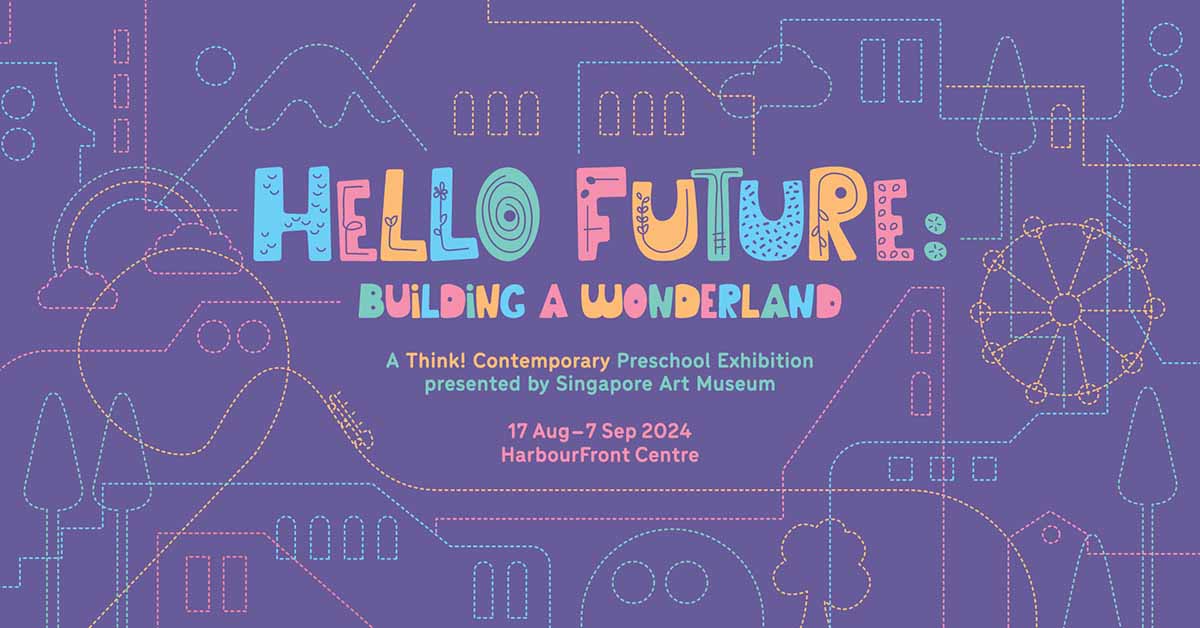 HELLO FUTURE:
BUILDING A WONDERLAND
A Think! Contemporary Preschool Exhibition
presented by Singapore Art Museum
17 Aug–7 Sep 2024
HarbourFront Centre